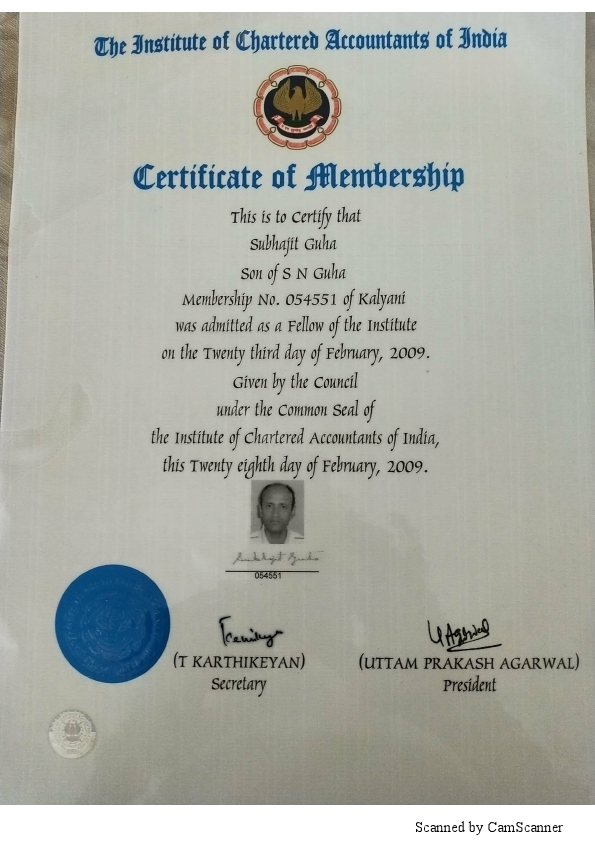 The Institute of Chartered Accountants of India
Certificate of Membership
This is to Certify that
Subhajit Guha
Son of S N Guha
Membership No. 054551 of Kalyani
was admitted as a Fellow of the Institute
on the Twenty third day of February, 2009.
Given by the Council
under the Common Seal of
the Institute of Chartered Accountants of India,
this Twenty eighth day of February, 2009.
Subhajit Guha
054551
(T KARTHIKEYAN)
Secretary
UAgarwal
(UTTAM PRAKASH AGARWAL)
President
Scanned by CamScanner